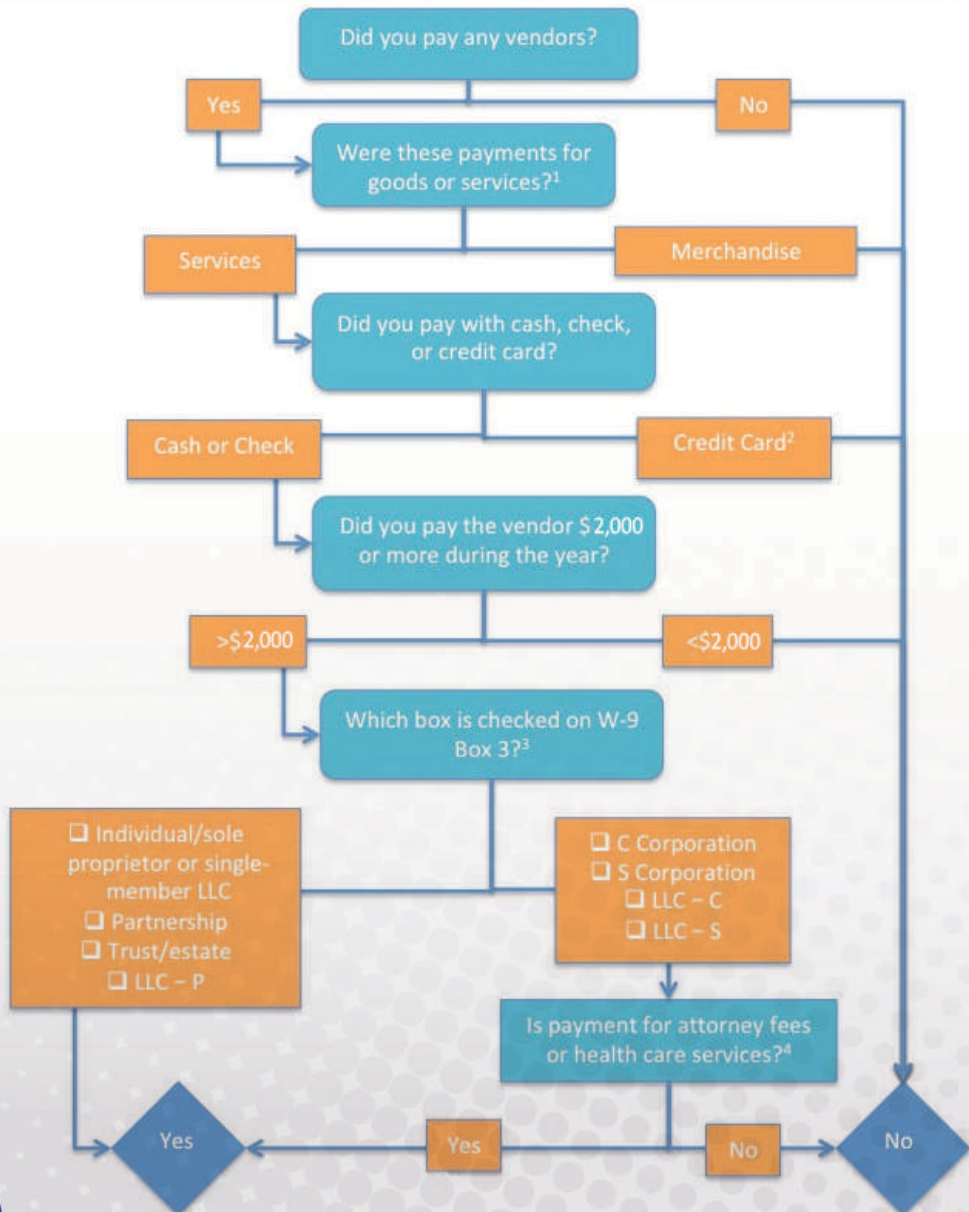 Did you pay any vendors?
Yes
No
Were these payments for
goods or services?¹
Services
Merchandise
Did you pay with cash, check,
or credit card?
Cash or Check
Credit Card²
Did you pay the vendor $2,000
or more during the year?
>$2,000
<$2,000
Which box is checked on W-9
Box 3?³
❑ Individual/sole
proprietor or single-
member LLC
❑ Partnership
❑ Trust/estate
❑ LLC – P
❑ C Corporation
❑ S Corporation
❑ LLC – C
❑ LLC – S
Is payment for attorney fees
or health care services?⁴
Yes
Yes
No
No